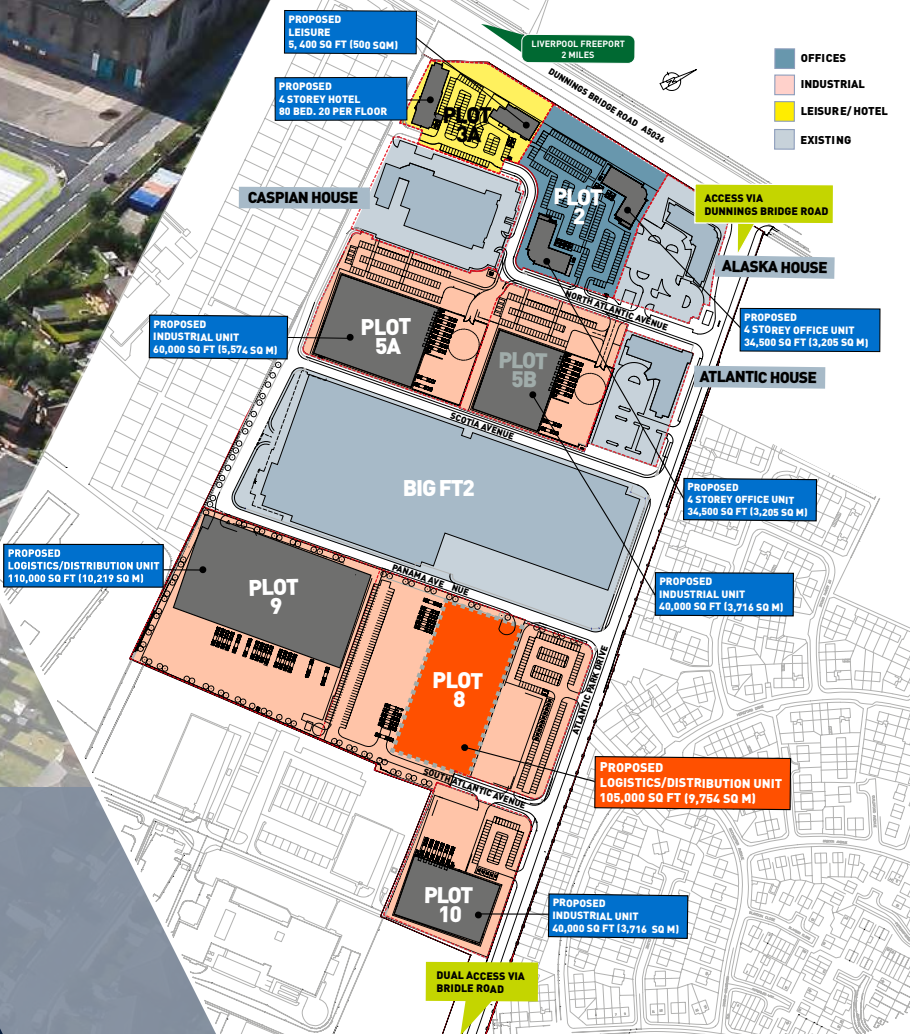 PROPOSED
LEISURE
5, 400 SQ FT (500 SQM)
LIVERPOOL FREEPORT
2 MILES
DUNNINGS BRIDGE ROAD A5036
OFFICES
INDUSTRIAL
LEISURE/HOTEL
EXISTING
PROPOSED
4 STOREY HOTEL
80 BED. 20 PER FLOOR
PLOT
3A
CASPIAN HOUSE
PLOT
2
ACCESS VIA
DUNNINGS BRIDGE ROAD
ALASKA HOUSE
NORTH ATLANTIC AVENUE
PROPOSED
4 STOREY OFFICE UNIT
34,500 SQ FT (3,205 SQ M)
PROPOSED
INDUSTRIAL UNIT
60,000 SQ FT (5,574 SQ M)
PLOT
5A
PLOT
5B
ATLANTIC HOUSE
SCOTIA AVENUE
BIG FT2
PROPOSED
4 STOREY OFFICE UNIT
34,500 SQ FT (3,205 SQ M)
PROPOSED
LOGISTICS/DISTRIBUTION UNIT
110,000 SQ FT (10,219 SQ M)
PLOT
9
PANAMA AVE NUE
PROPOSED
INDUSTRIAL UNIT
40,000 SQ FT (3,716 SQ M)
PLOT
8
ATLANTIC PARK DRIVE
SOUTH ATLANTIC AVENUE
PROPOSED
LOGISTICS/DISTRIBUTION UNIT
105,000 SQ FT (9,754 SQ M)
PLOT
10
PROPOSED
INDUSTRIAL UNIT
40,000 SQ FT (3,716 SQ M)
DUAL ACCESS VIA
BRIDLE ROAD